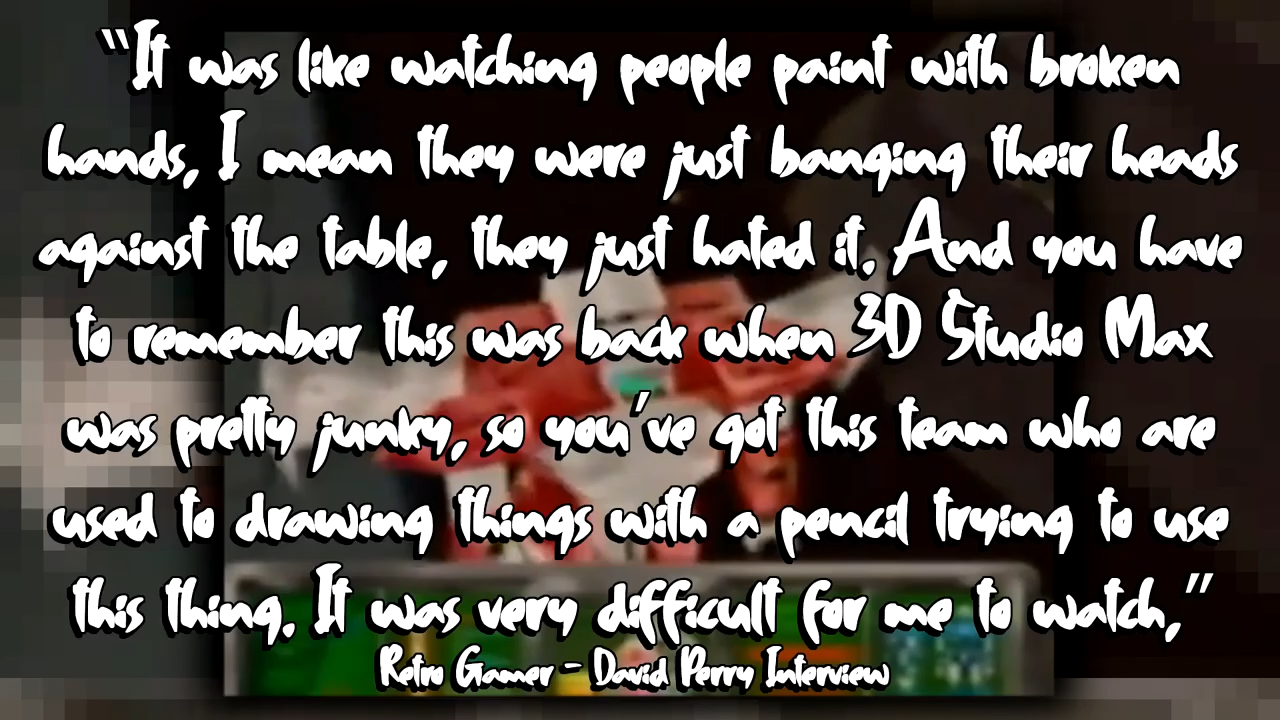 “It was like watching people paint with broken
hands, I mean they were just banging their heads
against the table, they just hated it. And you have
to remember this was back when 3D Studio Max
was pretty junky, so you've got this team who are
used to drawing things with a pencil trying to use
this thing. It was very difficult for me to watch,”
Retro Gamer - David Perry Interview